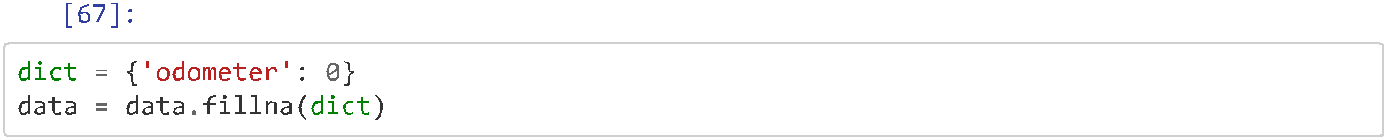 [67]:
dict = {'odometer': 0}
data = data.fillna(dict)